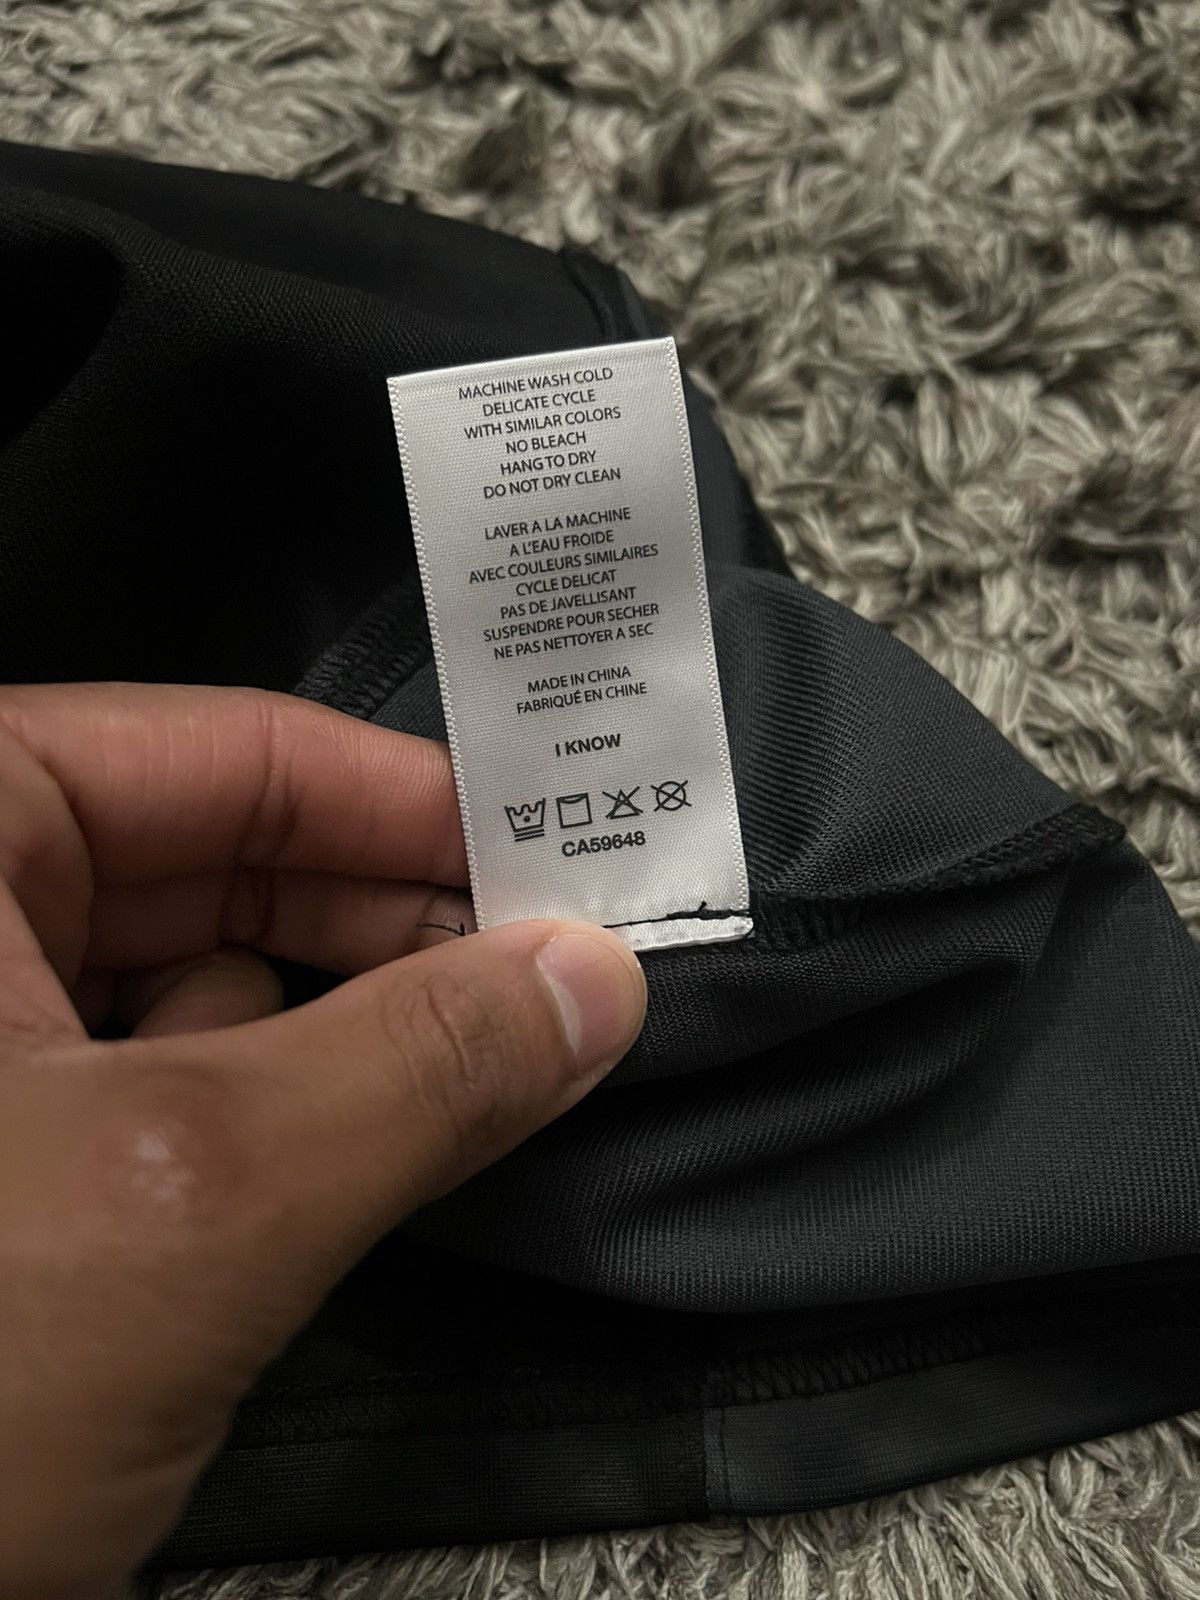 MACHINE WASH COLD
DELICATE CYCLE
WITH SIMILAR COLORS
NO BLEACH
HANG TO DRY
DO NOT DRY CLEAN
LAVER A LA MACHINE
A L'EAU FROIDE
AVEC COULEURS SIMILAIRES
CYCLE DELICAT
PAS DE JAVELLISANT
SUSPENDRE POUR SECHER
NE PAS NETTOYER A SEC
MADE IN CHINA
FABRIQUÉ EN CHINE
I KNOW
CA59648